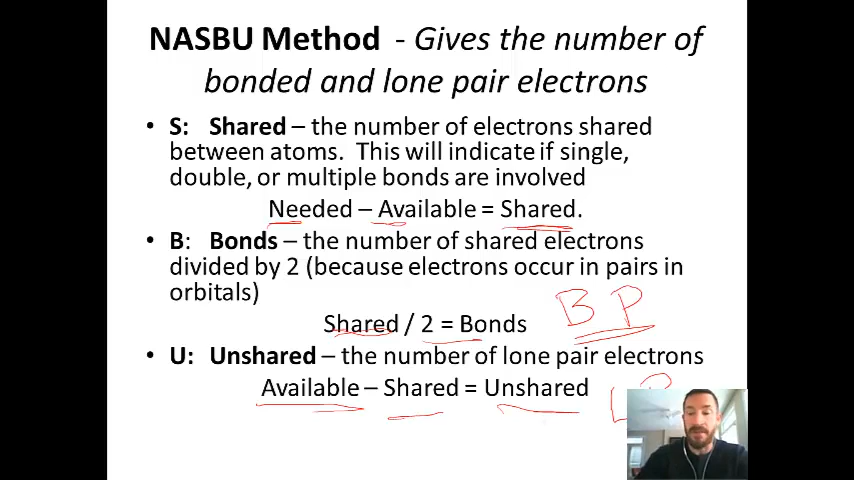 NASBU Method - Gives the number of
bonded and lone pair electrons
• S: Shared – the number of electrons shared
between atoms. This will indicate if single,
double, or multiple bonds are involved
Needed – Available = Shared.
• B: Bonds – the number of shared electrons
divided by 2 (because electrons occur in pairs in
orbitals)
BP
Shared / 2 = Bonds
• U: Unshared – the number of lone pair electrons
Available – Shared = Unshared